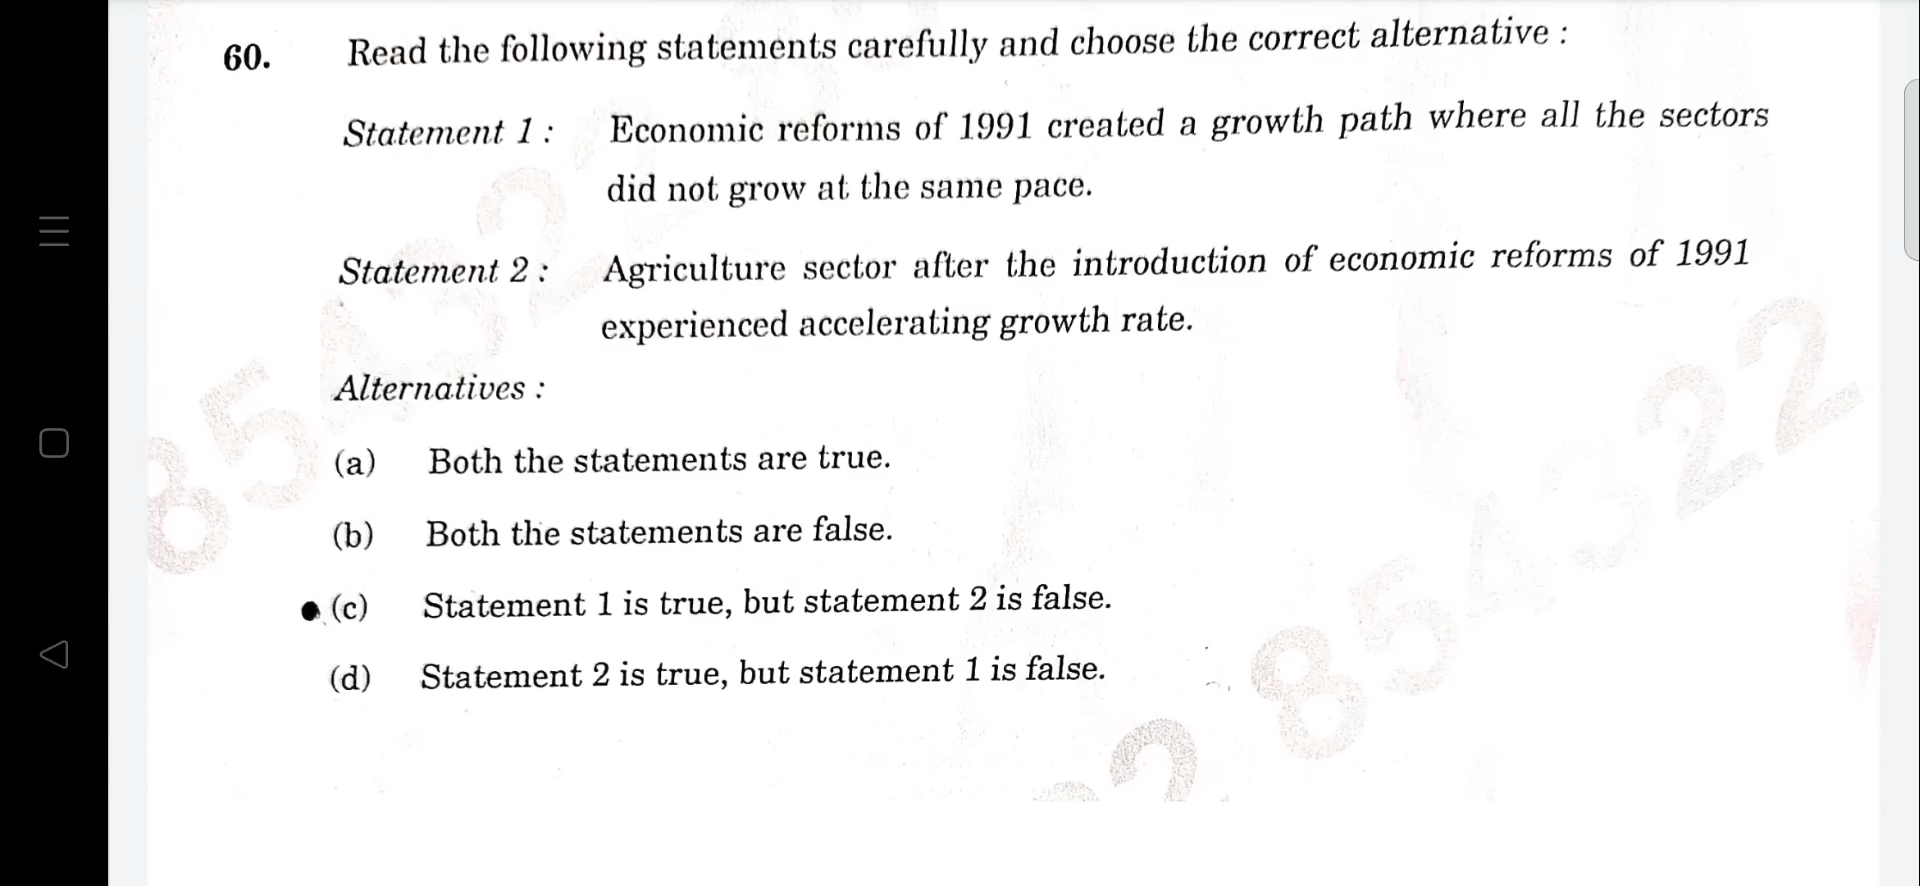 60. Read the following statements carefully and choose the correct alternative :
Statement 1 : Economic reforms of 1991 created a growth path where all the sectors
did not grow at the same pace.
Statement 2 : Agriculture sector after the introduction of economic reforms of 1991
experienced accelerating growth rate.
Alternatives :
(a) Both the statements are true.
(b) Both the statements are false.
(c) Statement 1 is true, but statement 2 is false.
(d) Statement 2 is true, but statement 1 is false.
854322
854322